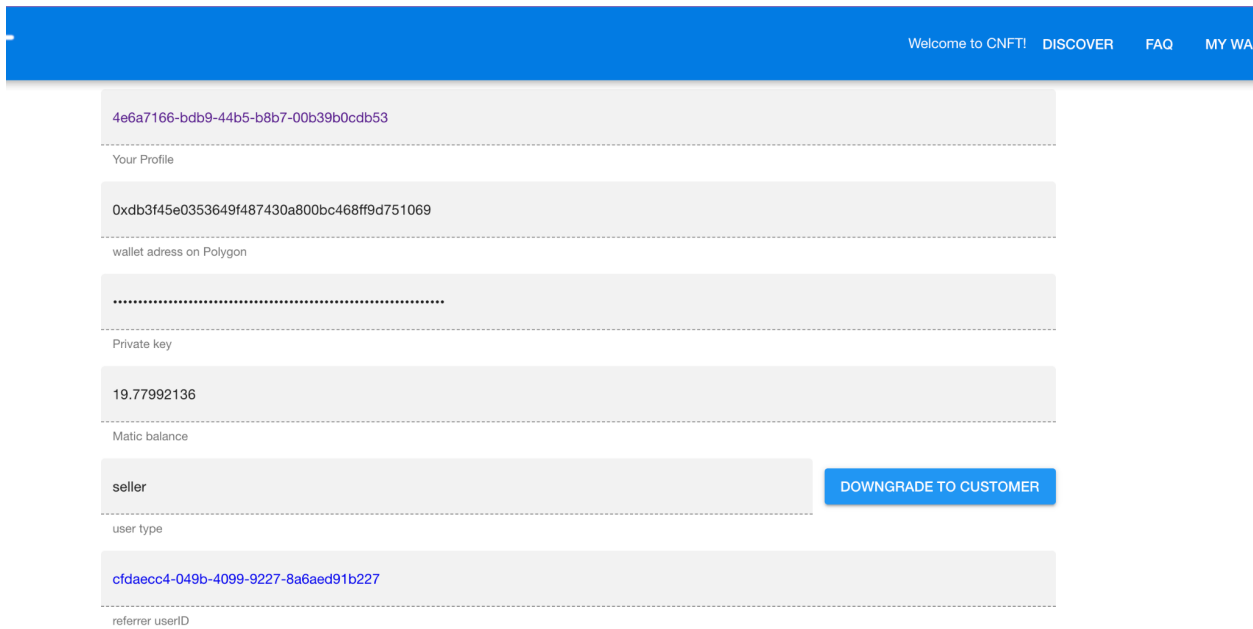 Welcome to CNFT! DISCOVER FAQ MY WA
4e6a7166-bdb9-44b5-b8b7-00b39b0cdb53
Your Profile
0xdb3f45e0353649f487430a800bc468ff9d751069
wallet adress on Polygon
Private key
19.77992136
Matic balance
seller
DOWNGRADE TO CUSTOMER
user type
cfdaecc4-049b-4099-9227-8a6aed91b227
referrer userID